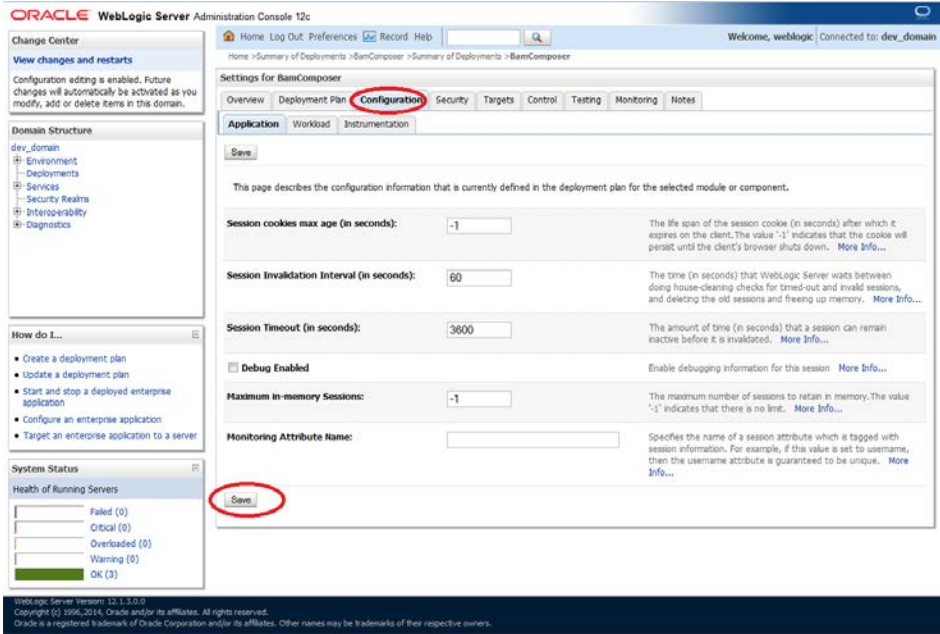 ORACLE WebLogic Server Administration Console 12c
Change Center
View changes and restarts
Configuration editing is enabled. Future
changes will automatically be activated as you
modify, add or delete items in this domain.
Domain Structure
dev_domain
Environment
Deployments
Services
Security Realms
Interoperability
Diagnostics
How do I...
Create a deployment plan
Update a deployment plan
Start and stop a deployed enterprise
application
Configure an enterprise application
Target an enterprise application to a server
System Status
Health of Running Servers
Failed (0)
Critical (0)
Overloaded (0)
Warning (0)
OK (3)
Home Log Out Preferences Record Help
Welcome, weblogic Connected to: dev_domain
Home >Summary of Deployments >BamComposer >Summary of Deployments >BamComposer
Settings for BamComposer
Overview Deployment Plan Configuration Security Targets Control Testing Monitoring Notes
Application Workload Instrumentation
Save
This page describes the configuration information that is currently defined in the deployment plan for the selected module or component.
Session cookies max age (in seconds): -1
The life span of the session cookie (in seconds) after which it
expires on the client.The value '-1' indicates that the cookie will
persist until the client's browser shuts down. More Info...
Session Invalidation Interval (in seconds): 60
The time (in seconds) that WebLogic Server waits between
doing house-cleaning checks for timed-out and invalid sessions,
and deleting the old sessions and freeing up memory. More Info...
Session Timeout (in seconds): 3600
The amount of time (in seconds) that a session can remain
inactive before it is invalidated. More Info...
Debug Enabled
Enable debugging information for this session More Info...
Maximum in-memory Sessions: -1
The maximum number of sessions to retain in memory.The value
'-1' indicates that there is no limit. More Info...
Monitoring Attribute Name:
Specifies the name of a session attribute which is tagged with
session information. For example, if this value is set to username,
then the username attribute is guaranteed to be unique. More
Info...
Save
WebLogic Server Version: 12.1.3.0.0
Copyright (c) 1996,2014, Oracle and/or its affiliates. All rights reserved.
Oracle is a registered trademark of Oracle Corporation and/or its affiliates. Other names may be trademarks of their respective owners.